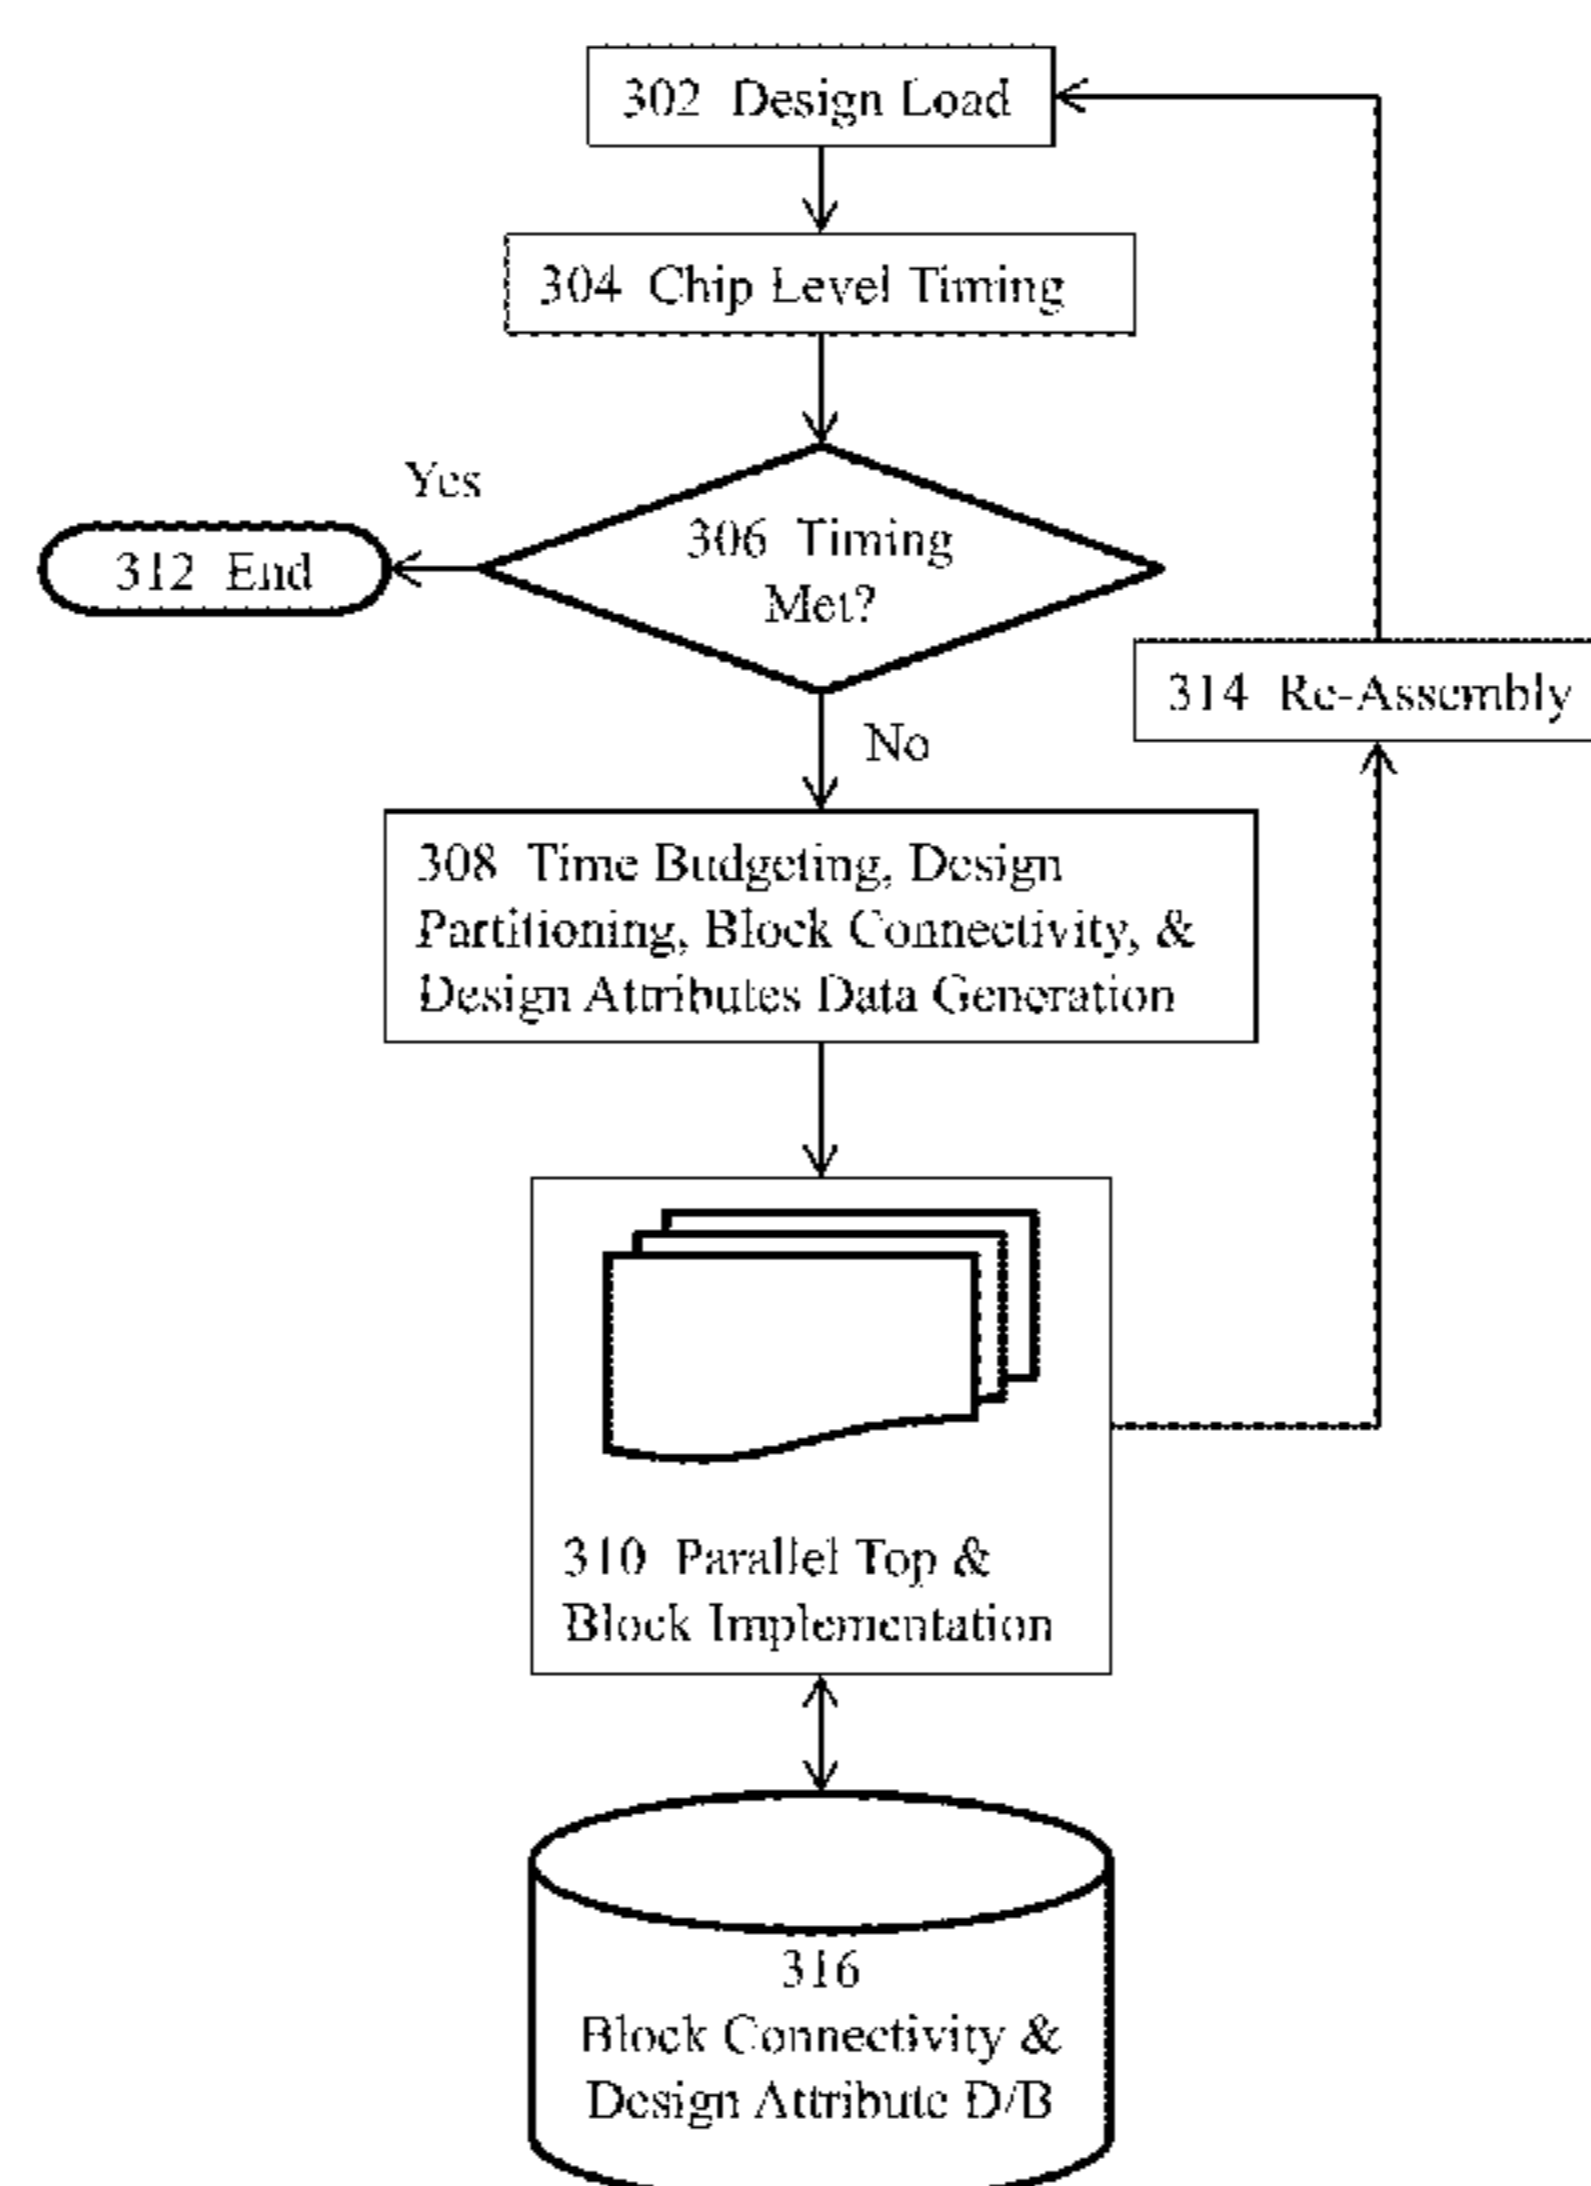 302 Design Load
304 Chip Level Timing
Yes
306 Timing
Met?
312 End
314 Re-Assembly
No
308 Time Budgeting, Design
Partitioning, Block Connectivity, &
Design Attributes Data Generation
310 Parallel Top &
Block Implementation
316
Block Connectivity &
Design Attribute D/B